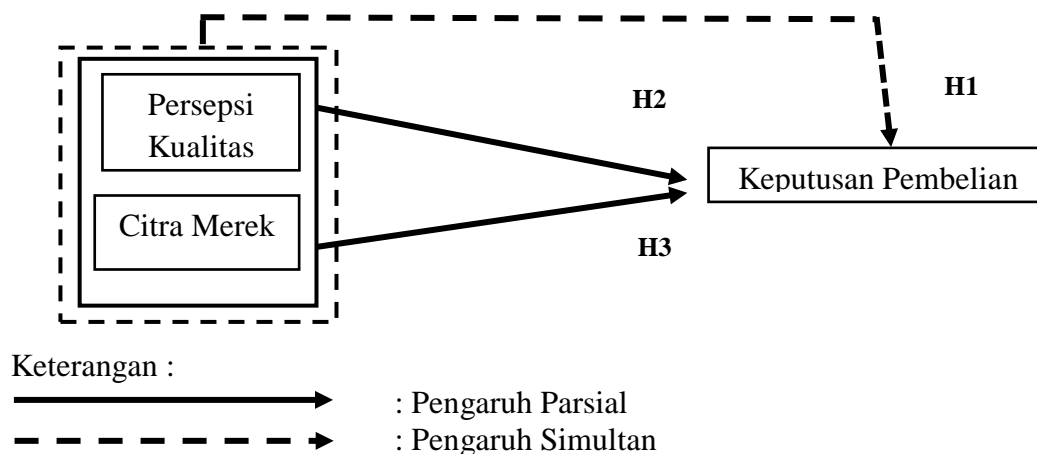 H1
H2
Persepsi
Kualitas
Keputusan Pembelian
Citra Merek
H3
Keterangan :
: Pengaruh Parsial
: Pengaruh Simultan